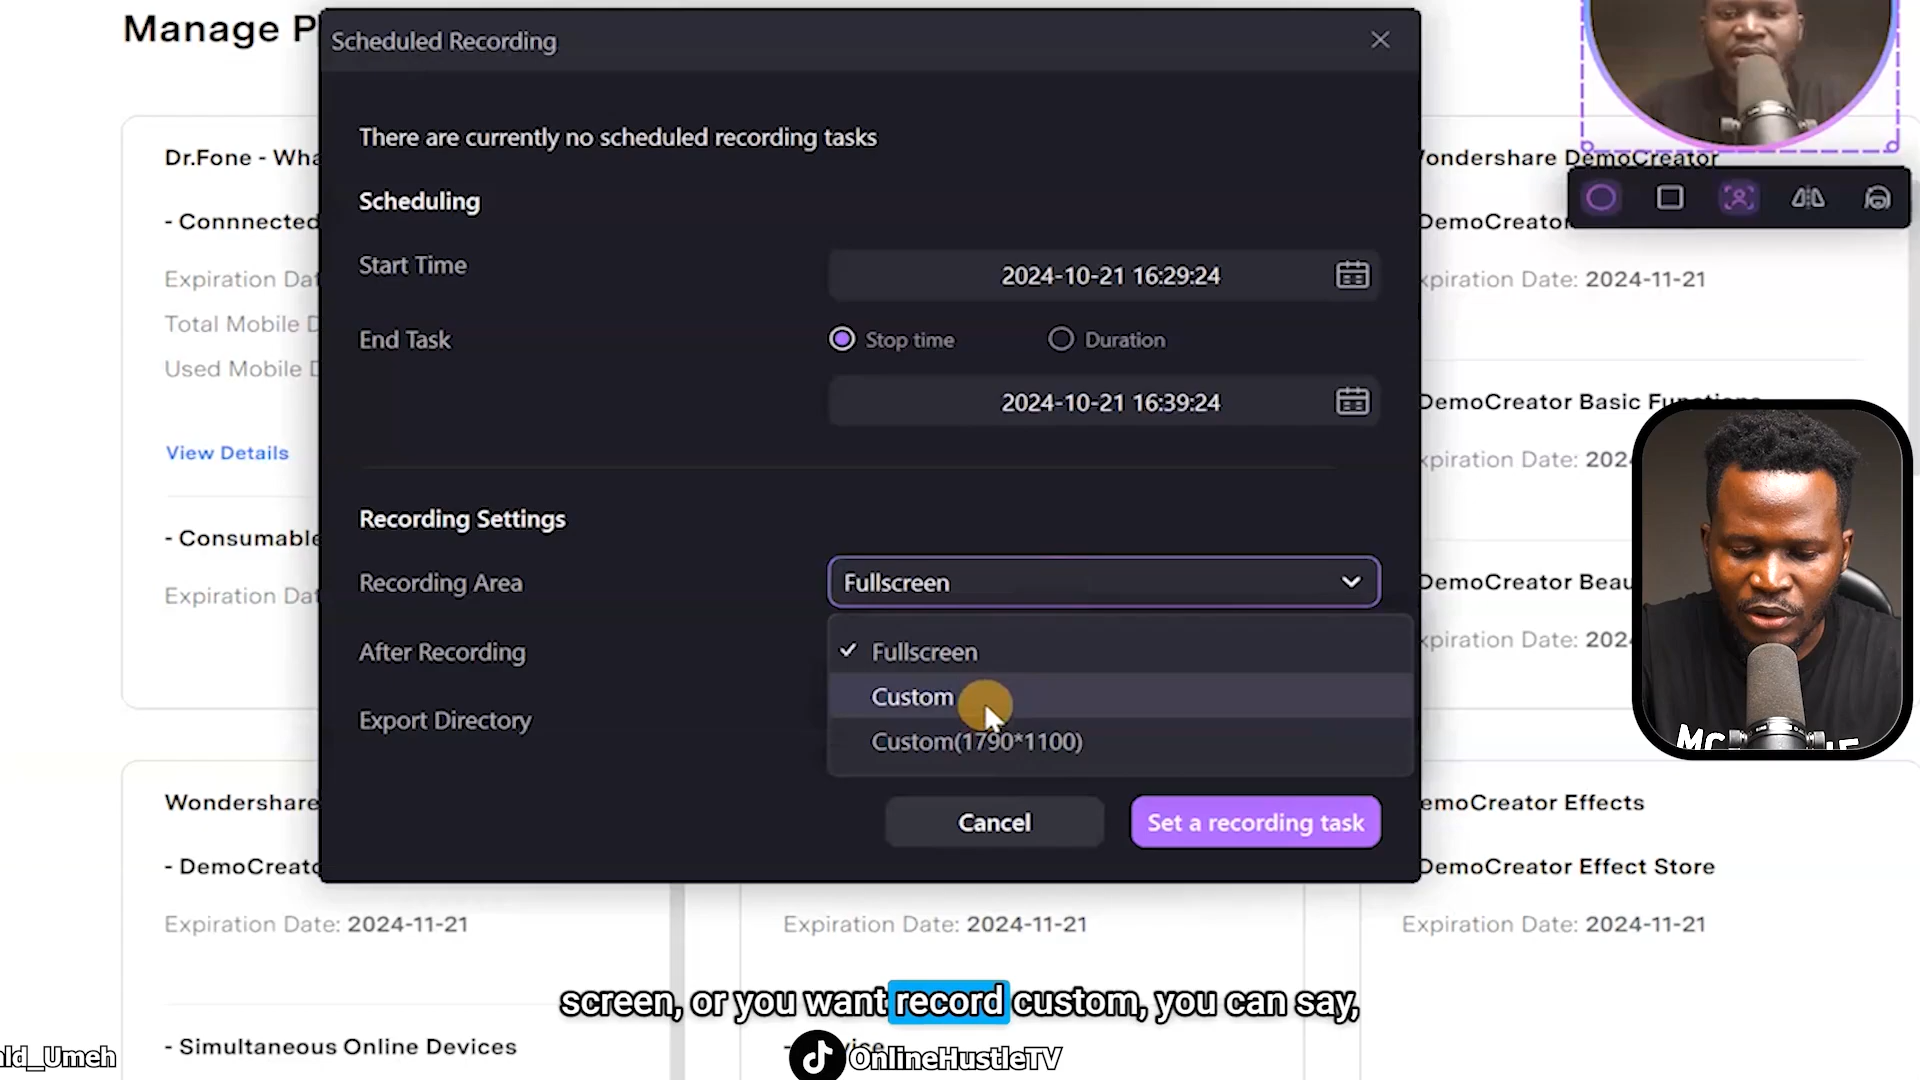 Manage P
Scheduled Recording
There are currently no scheduled recording tasks
Scheduling
Start Time
2024-10-21 16:29:24
End Task
Stop time
Duration
2024-10-21 16:39:24
Recording Settings
Recording Area
Fullscreen
After Recording
Fullscreen
Custom
Custom(1790*1100)
Export Directory
Cancel
Set a recording task
Dr.Fone - Wha
- Connnected
Expiration Dat
Total Mobile D
Used Mobile D
View Details
- Consumable
Expiration Dat
ondershare DemoCreator
DemoCreator
xpiration Date: 2024-11-21
DemoCreator Basic Functions
xpiration Date: 202
DemoCreator Beau
xpiration Date: 202
Wondershare
- DemoCreato
Expiration Date: 2024-11-21
- Simultaneous Online Devices
Expiration Date: 2024-11-21
emoCreator Effects
DemoCreator Effect Store
Expiration Date: 2024-11-21
screen, or you want record custom, you can say,
ald_Umeh
OnlineHustleTV